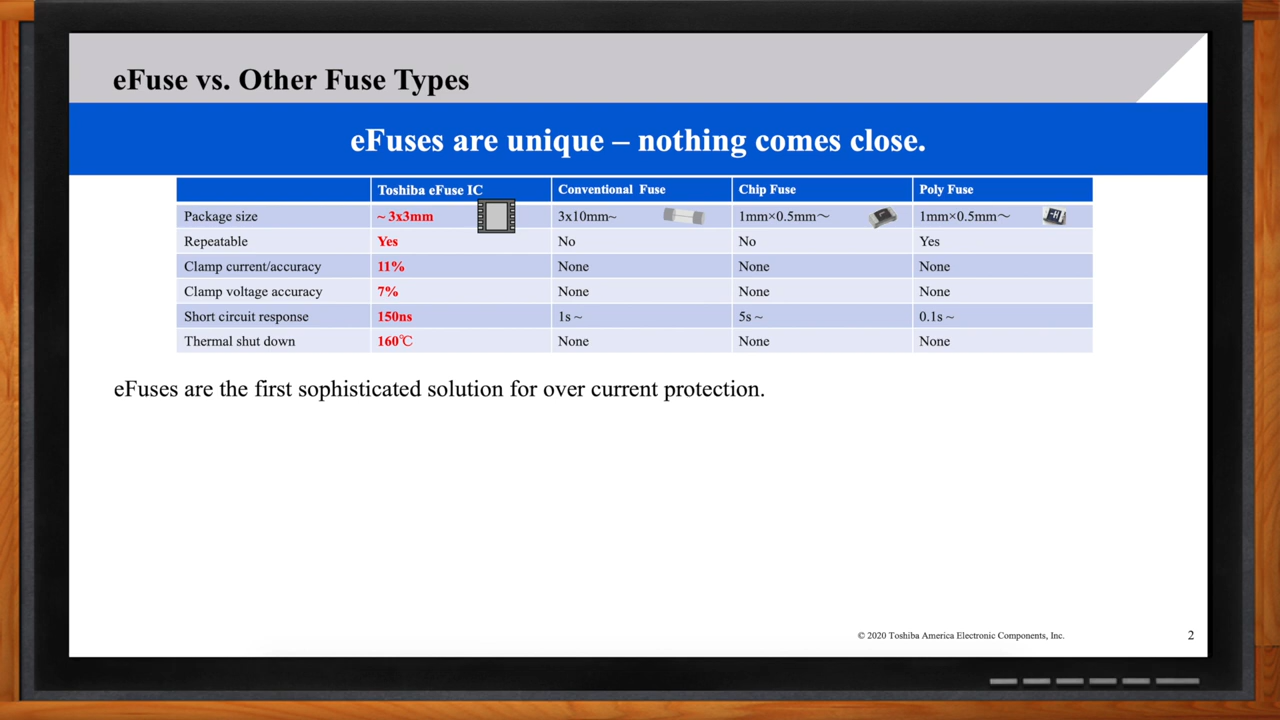 eFuse vs. Other Fuse Types
eFuses are unique – nothing comes close.
Toshiba eFuse IC Conventional Fuse Chip Fuse Poly Fuse
Package size ~ 3x3mm 3x10mm~ 1mm×0.5mm～ 1mm×0.5mm～
Repeatable Yes No No Yes
Clamp current/accuracy 11% None None None
Clamp voltage accuracy 7% None None None
Short circuit response 150ns 1s ~ 5s ~ 0.1s ~
Thermal shut down 160℃ None None None
eFuses are the first sophisticated solution for over current protection.
© 2020 Toshiba America Electronic Components, Inc.
2